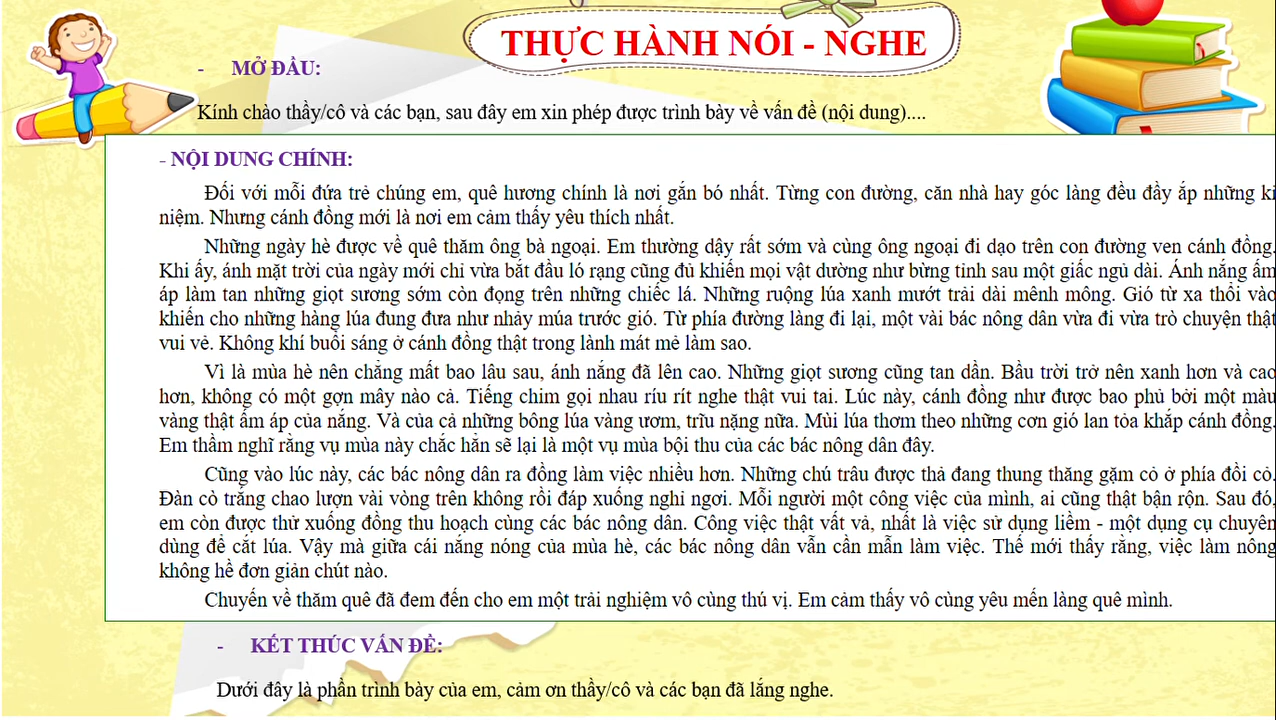 THỰC HÀNH NÓI - NGHE
- MỞ ĐẦU:
Kính chào thầy/cô và các bạn, sau đây em xin phép được trình bày về vấn đề (nội dung)....
- NỘI DUNG CHÍNH:
Đối với mỗi đứa trẻ chúng em, quê hương chính là nơi gắn bó nhất. Từng con đường, căn nhà hay góc làng đều đầy ắp những kỉ
niệm. Nhưng cánh đồng mới là nơi em cảm thấy yêu thích nhất.
Những ngày hè được về quê thăm ông bà ngoại. Em thường dậy rất sớm và cùng ông ngoại đi dạo trên con đường ven cánh đồng.
Khi ấy, ánh mặt trời của ngày mới chỉ vừa bắt đầu ló rạng cũng đủ khiến mọi vật dường như bừng tỉnh sau một giấc ngủ dài. Ánh nắng ấm
áp làm tan những giọt sương sớm còn đọng trên những chiếc lá. Những ruộng lúa xanh mướt trải dài mênh mông. Gió từ xa thổi vào
khiến cho những hàng lúa đung đưa như nhảy múa trước gió. Từ phía đường làng đi lại, một vài bác nông dân vừa đi vừa trò chuyện thật
vui vẻ. Không khí buổi sáng ở cánh đồng thật trong lành mát mẻ làm sao.
Vì là mùa hè nên chẳng mất bao lâu sau, ánh nắng đã lên cao. Những giọt sương cũng tan dần. Bầu trời trở nên xanh hơn và cao
hơn, không có một gợn mây nào cả. Tiếng chim gọi nhau ríu rít nghe thật vui tai. Lúc này, cánh đồng như được bao phủ bởi một màu
vàng thật ấm áp của nắng. Và của cả những bông lúa vàng ươm, trĩu nặng nữa. Mùi lúa thơm theo những cơn gió lan tỏa khắp cánh đồng.
Em thầm nghĩ rằng vụ mùa này chắc hẳn sẽ lại là một vụ mùa bội thu của các bác nông dân đây.
Cũng vào lúc này, các bác nông dân ra đồng làm việc nhiều hơn. Những chú trâu được thả đang thung thăng gặm cỏ ở phía đồi cỏ.
Đàn cò trắng chao lượn vài vòng trên không rồi đáp xuống nghỉ ngơi. Mỗi người một công việc của mình, ai cũng thật bận rộn. Sau đó,
em còn được thử xuống đồng thu hoạch cùng các bác nông dân. Công việc thật vất vả, nhất là việc sử dụng liềm - một dụng cụ chuyên
dùng để cắt lúa. Vậy mà giữa cái nắng nóng của mùa hè, các bác nông dân vẫn cần mẫn làm việc. Thế mới thấy rằng, việc làm nông
không hề đơn giản chút nào.
Chuyến về thăm quê đã đem đến cho em một trải nghiệm vô cùng thú vị. Em cảm thấy vô cùng yêu mến làng quê mình.
- KẾT THÚC VẤN ĐỀ:
Dưới đây là phần trình bày của em, cảm ơn thầy/cô và các bạn đã lắng nghe.